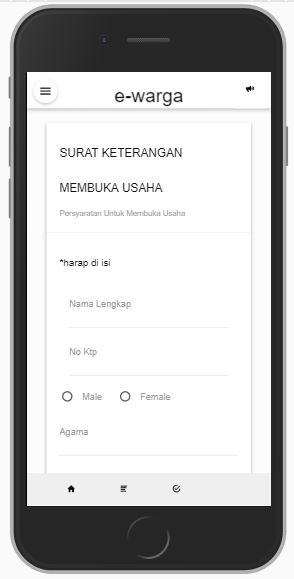 e-warga
SURAT KETERANGAN
MEMBUKA USAHA
Persyaratan Untuk Membuka Usaha
*harap di isi
Nama Lengkap
No Ktp
Male Female
Agama